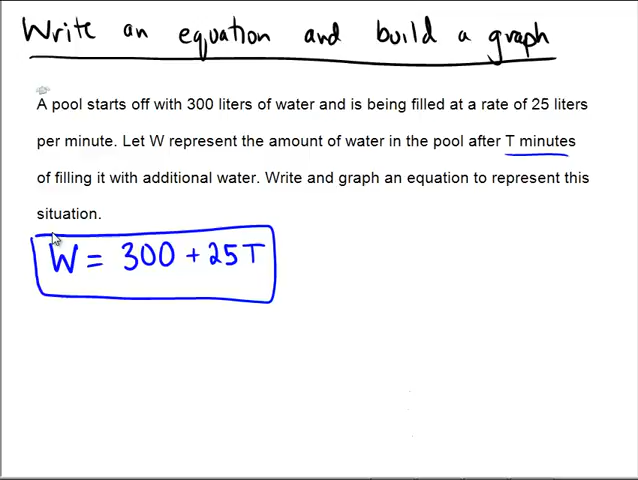 Write an equation and build a graph
A pool starts off with 300 liters of water and is being filled at a rate of 25 liters
per minute. Let W represent the amount of water in the pool after T minutes
of filling it with additional water. Write and graph an equation to represent this
situation.
W = 300 + 25T